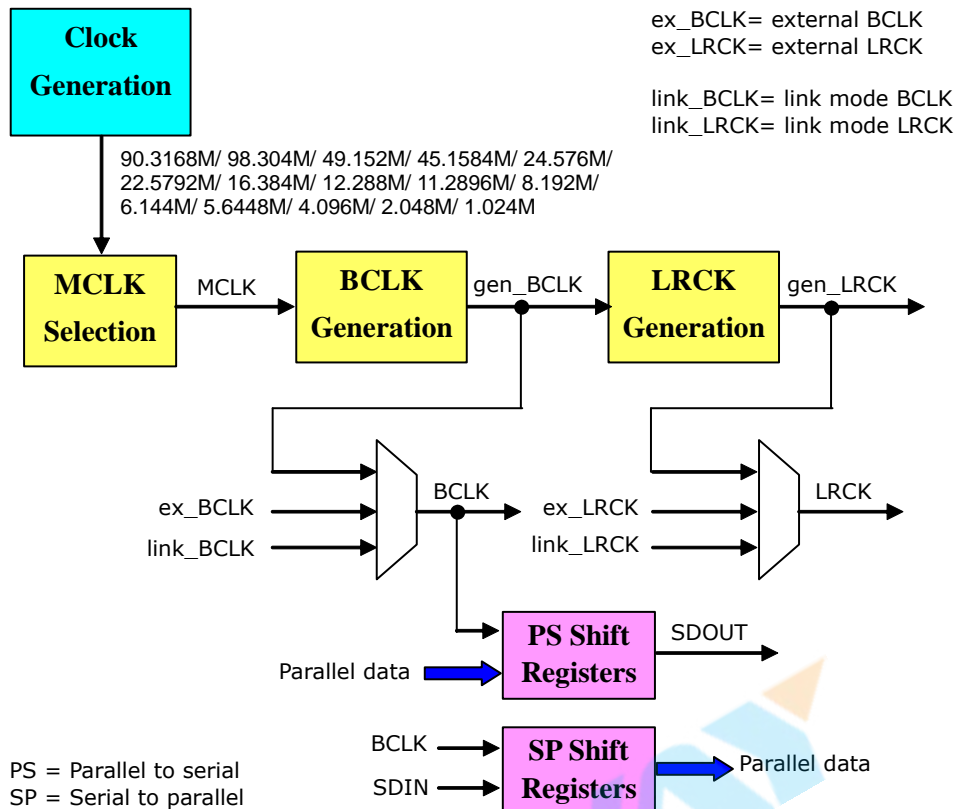 Clock
Generation
ex_BCLK= external BCLK
ex_LRCK= external LRCK
link_BCLK= link mode BCLK
link_LRCK= link mode LRCK
90.3168M/ 98.304M/ 49.152M/ 45.1584M/ 24.576M/
22.5792M/ 16.384M/ 12.288M/ 11.2896M/ 8.192M/
6.144M/ 5.6448M/ 4.096M/ 2.048M/ 1.024M
MCLK
Selection
MCLK
BCLK
Generation
gen_BCLK
LRCK
Generation
gen_LRCK
ex_BCLK
link_BCLK
BCLK
ex_LRCK
link_LRCK
LRCK
Parallel data
PS Shift
Registers
SDOUT
BCLK
SDIN
SP Shift
Registers
Parallel data
PS = Parallel to serial
SP = Serial to parallel